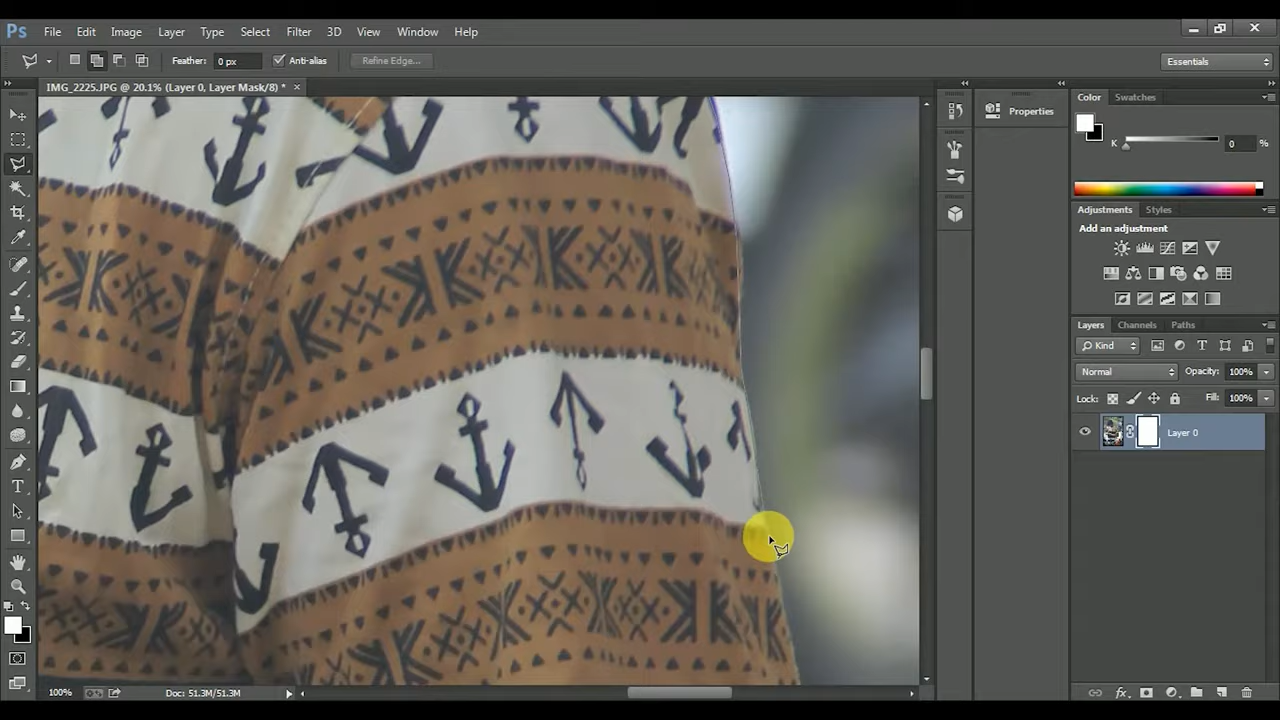 Ps File Edit Image Layer Type Select Filter 3D View Window Help
Feather: 0 px Anti-alias Refine Edge... Essentials
IMG_2225.JPG @ 20.1% (Layer 0, Layer Mask/8) * ×
Properties
Color Swatches
K 0 %
Adjustments Styles
Add an adjustment
Layers Channels Paths
Kind
Normal Opacity: 100%
Lock: Fill: 100%
Layer 0
100% Doc: 51.3M/51.3M